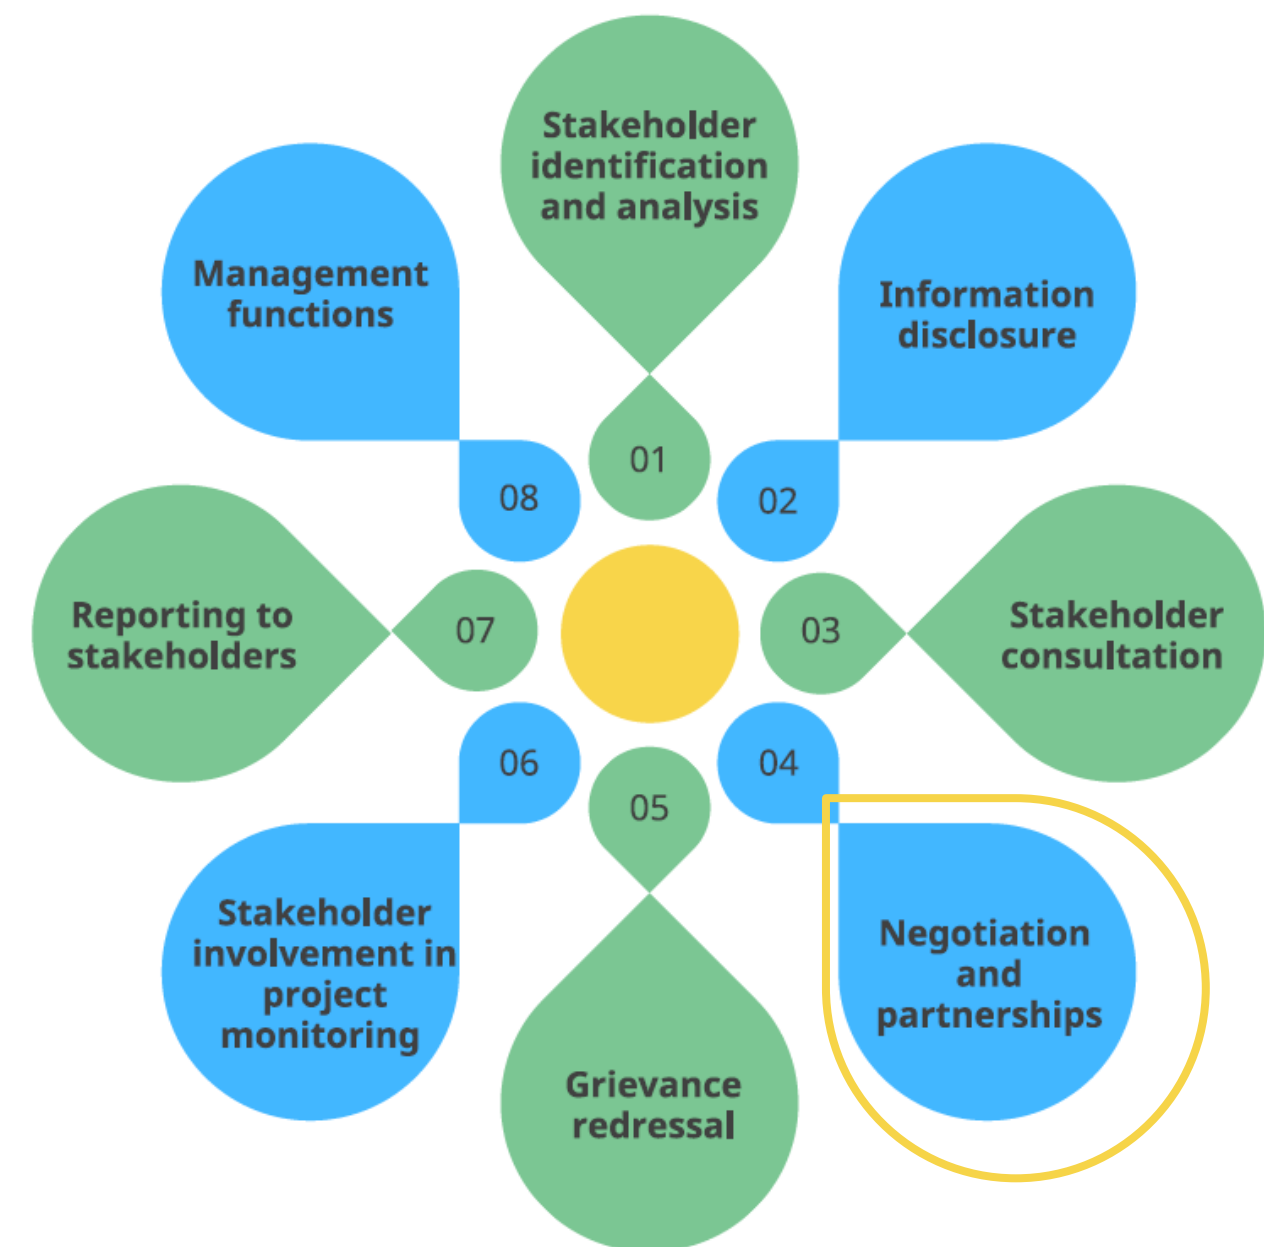 Stakeholder
identification
and analysis
01
Information
disclosure
02
Stakeholder
consultation
03
Negotiation
and
partnerships
04
Grievance
redressal
05
Stakeholder
involvement in
project
monitoring
06
Reporting to
stakeholders
07
Management
functions
08